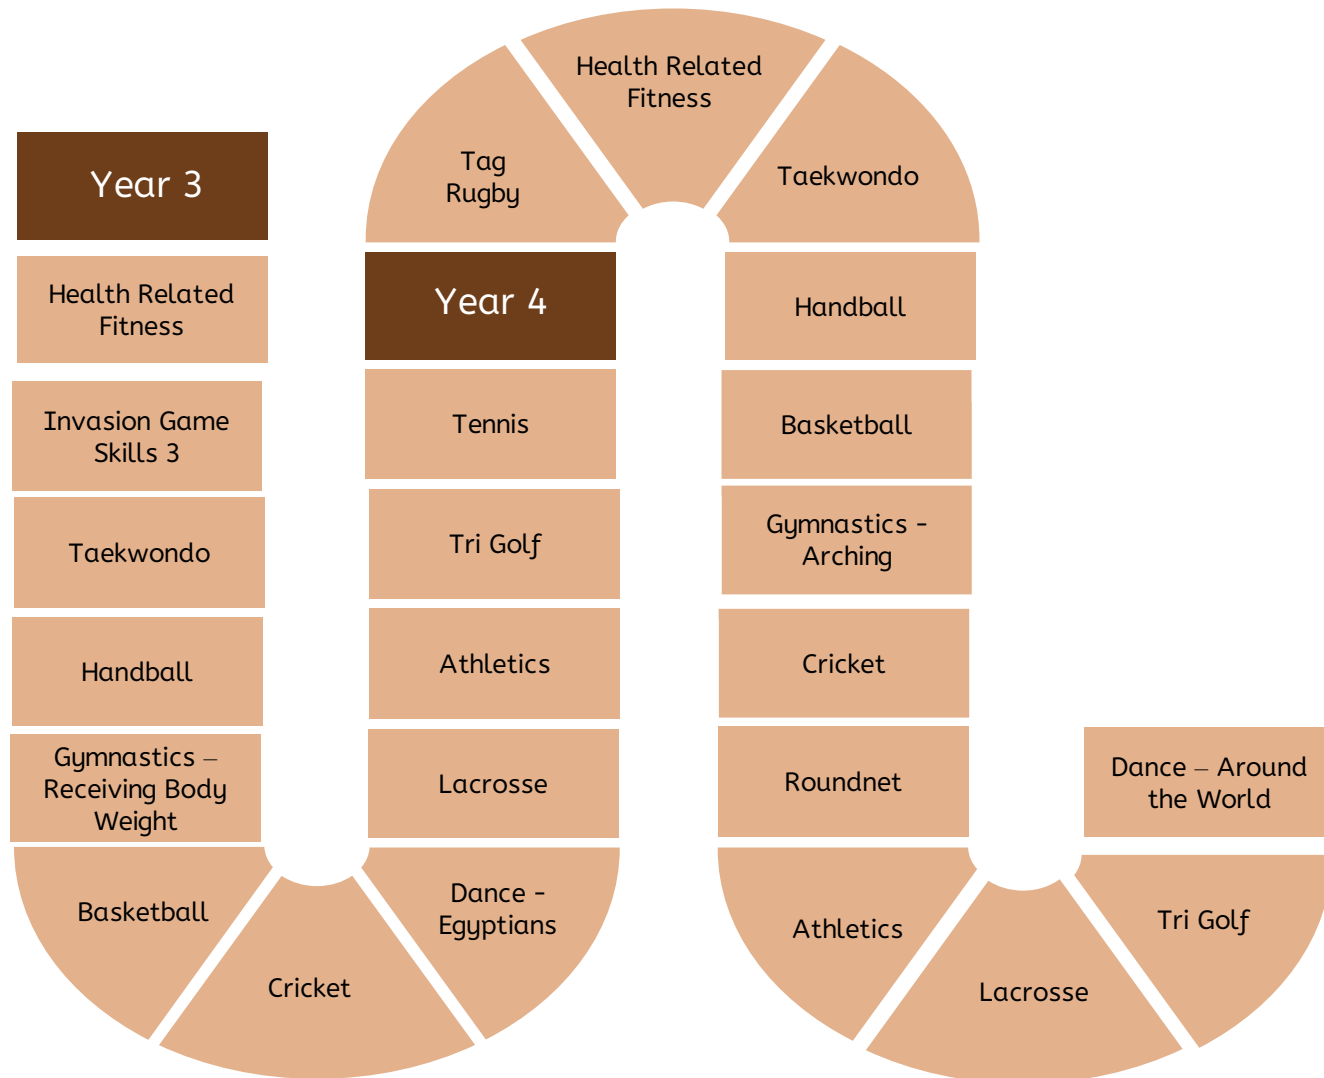 Year 3
Health Related
Fitness
Invasion Game
Skills 3
Taekwondo
Handball
Gymnastics –
Receiving Body
Weight
Basketball
Cricket
Dance -
Egyptians
Lacrosse
Athletics
Tri Golf
Tennis
Year 4
Tag
Rugby
Health Related
Fitness
Taekwondo
Handball
Basketball
Gymnastics -
Arching
Cricket
Roundnet
Athletics
Lacrosse
Tri Golf
Dance – Around
the World